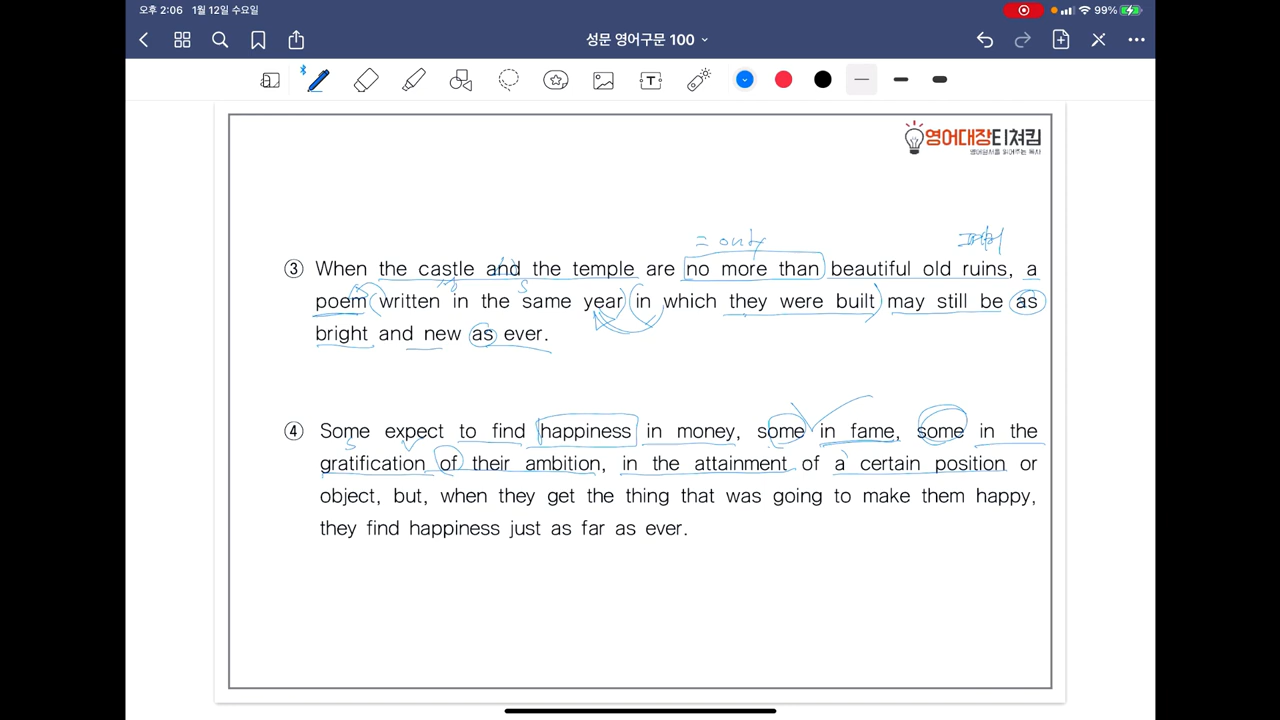 오후 2:06 1월 12일 수요일
99%
성문 영어구문 100
영어대장티쳐킴
= only
③ When the castle and the temple are no more than beautiful old ruins, a
poem written in the same year in which they were built may still be as
bright and new as ever.
④ Some expect to find happiness in money, some in fame, some in the
gratification of their ambition, in the attainment of a certain position or
object, but, when they get the thing that was going to make them happy,
they find happiness just as far as ever.